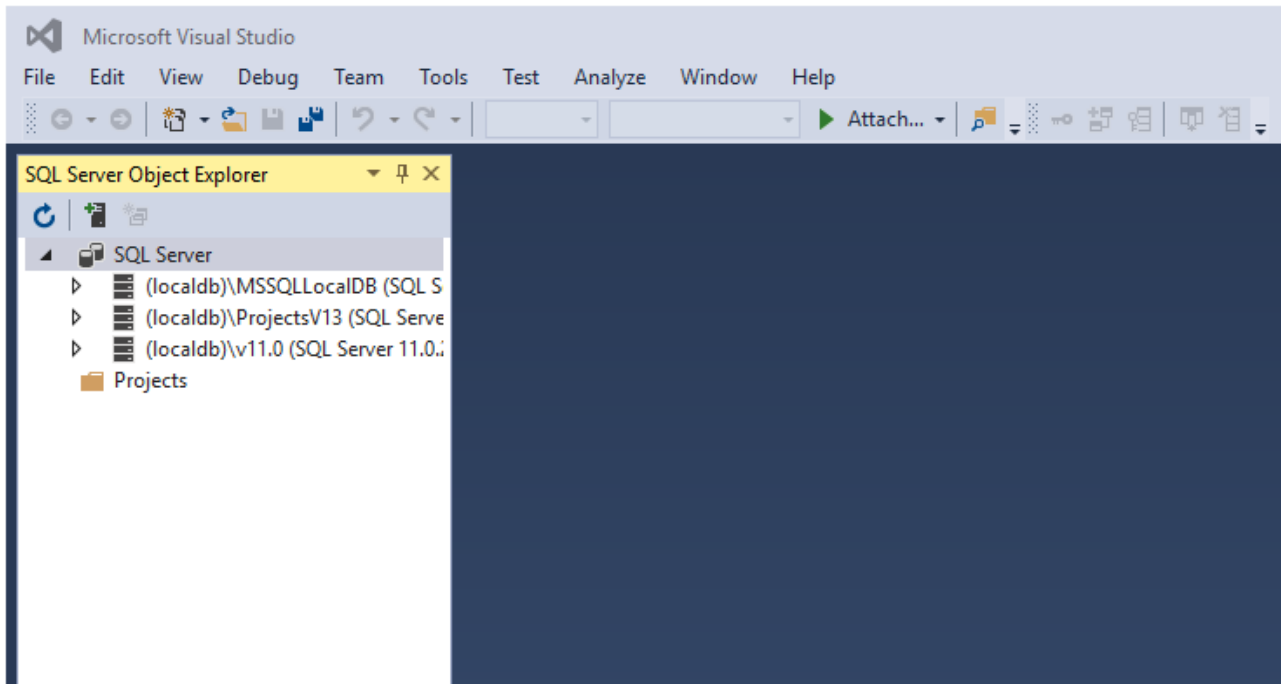 Microsoft Visual Studio
File Edit View Debug Team Tools Test Analyze Window Help
Attach...
SQL Server Object Explorer
SQL Server
(localdb)\MSSQLLocalDB (SQL S
(localdb)\ProjectsV13 (SQL Serve
(localdb)\v11.0 (SQL Server 11.0.
Projects